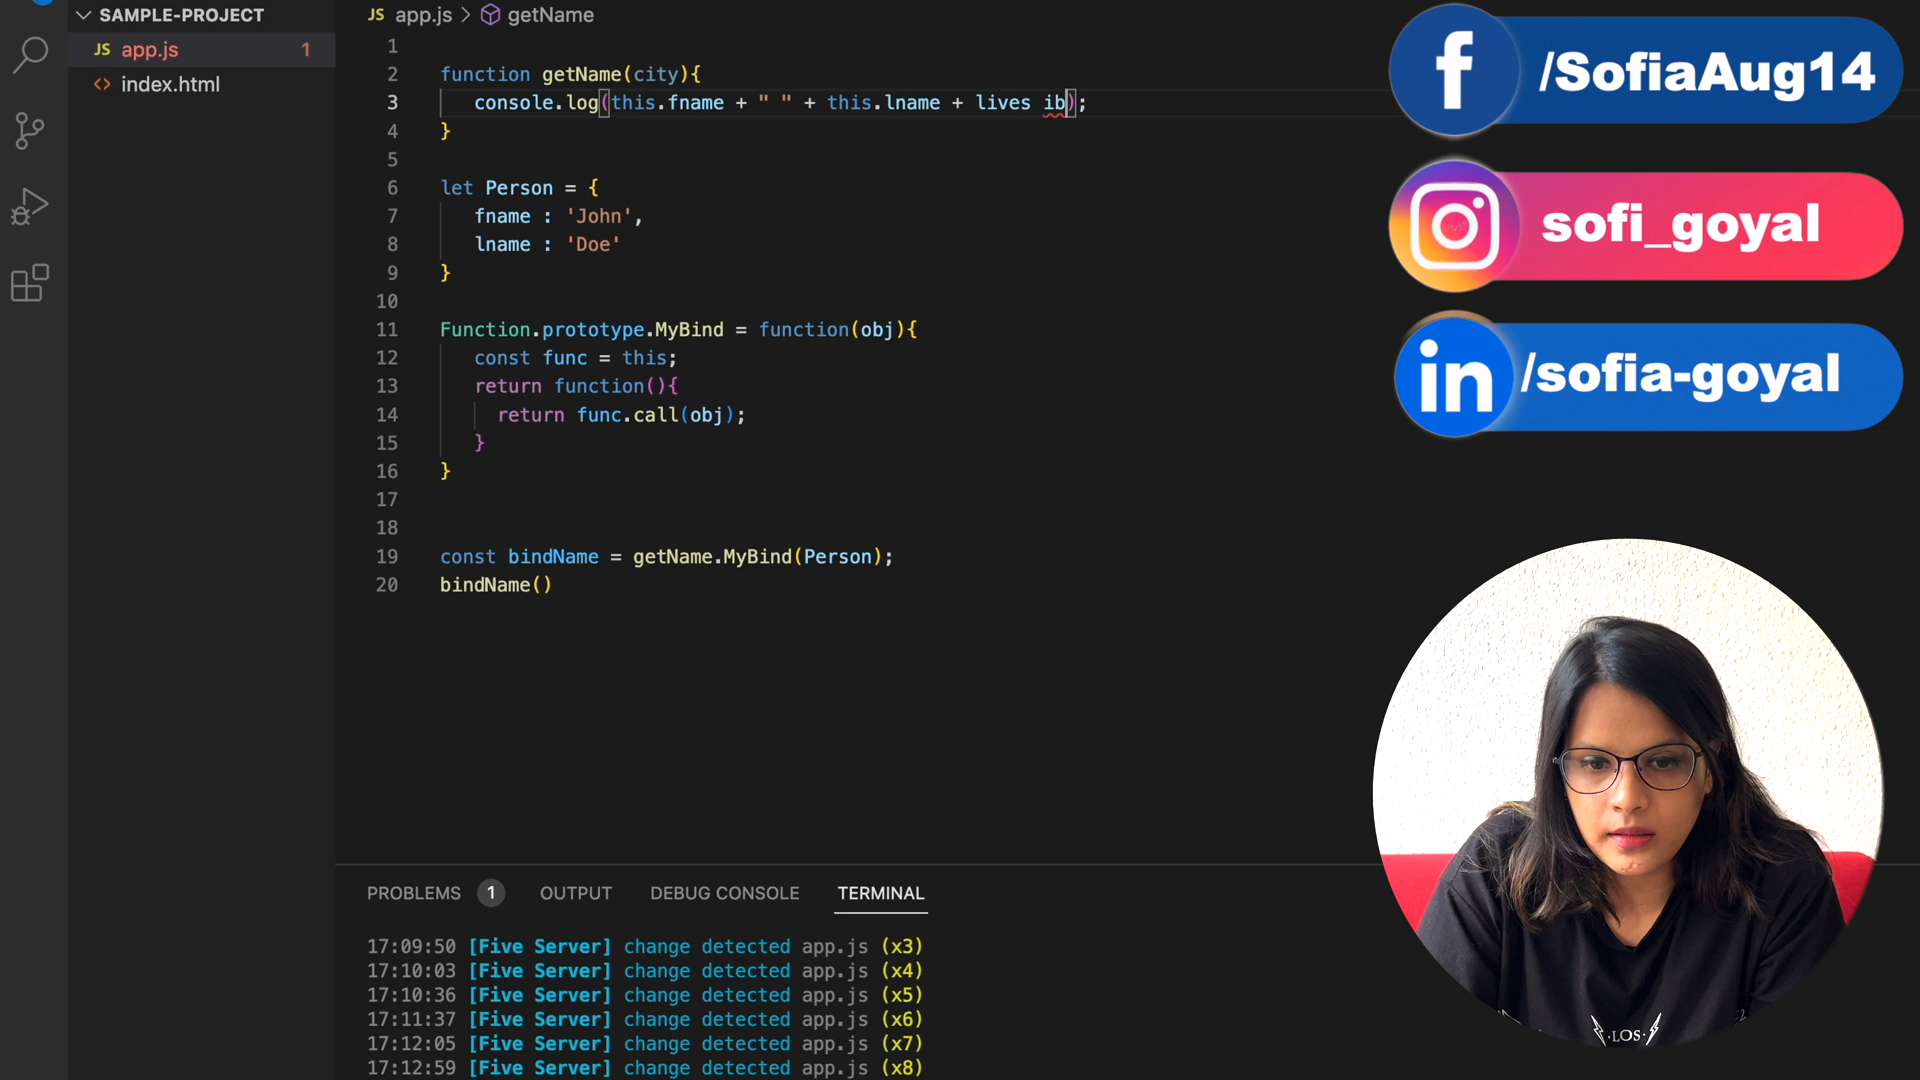 SAMPLE-PROJECT
JS app.js 1
<> index.html
JS app.js > getName
1
2 function getName(city){
3 console.log(this.fname + " " + this.lname + lives ib);
4 }
5
6 let Person = {
7 fname : 'John',
8 lname : 'Doe'
9 }
10
11 Function.prototype.MyBind = function(obj){
12 const func = this;
13 return function(){
14 return func.call(obj);
15 }
16 }
17
18
19 const bindName = getName.MyBind(Person);
20 bindName()
PROBLEMS 1 OUTPUT DEBUG CONSOLE TERMINAL
17:09:50 [Five Server] change detected app.js (x3)
17:10:03 [Five Server] change detected app.js (x4)
17:10:36 [Five Server] change detected app.js (x5)
17:11:37 [Five Server] change detected app.js (x6)
17:12:05 [Five Server] change detected app.js (x7)
17:12:59 [Five Server] change detected app.js (x8)
f /SofiaAug14
sofi_goyal
in /sofia-goyal
LOS